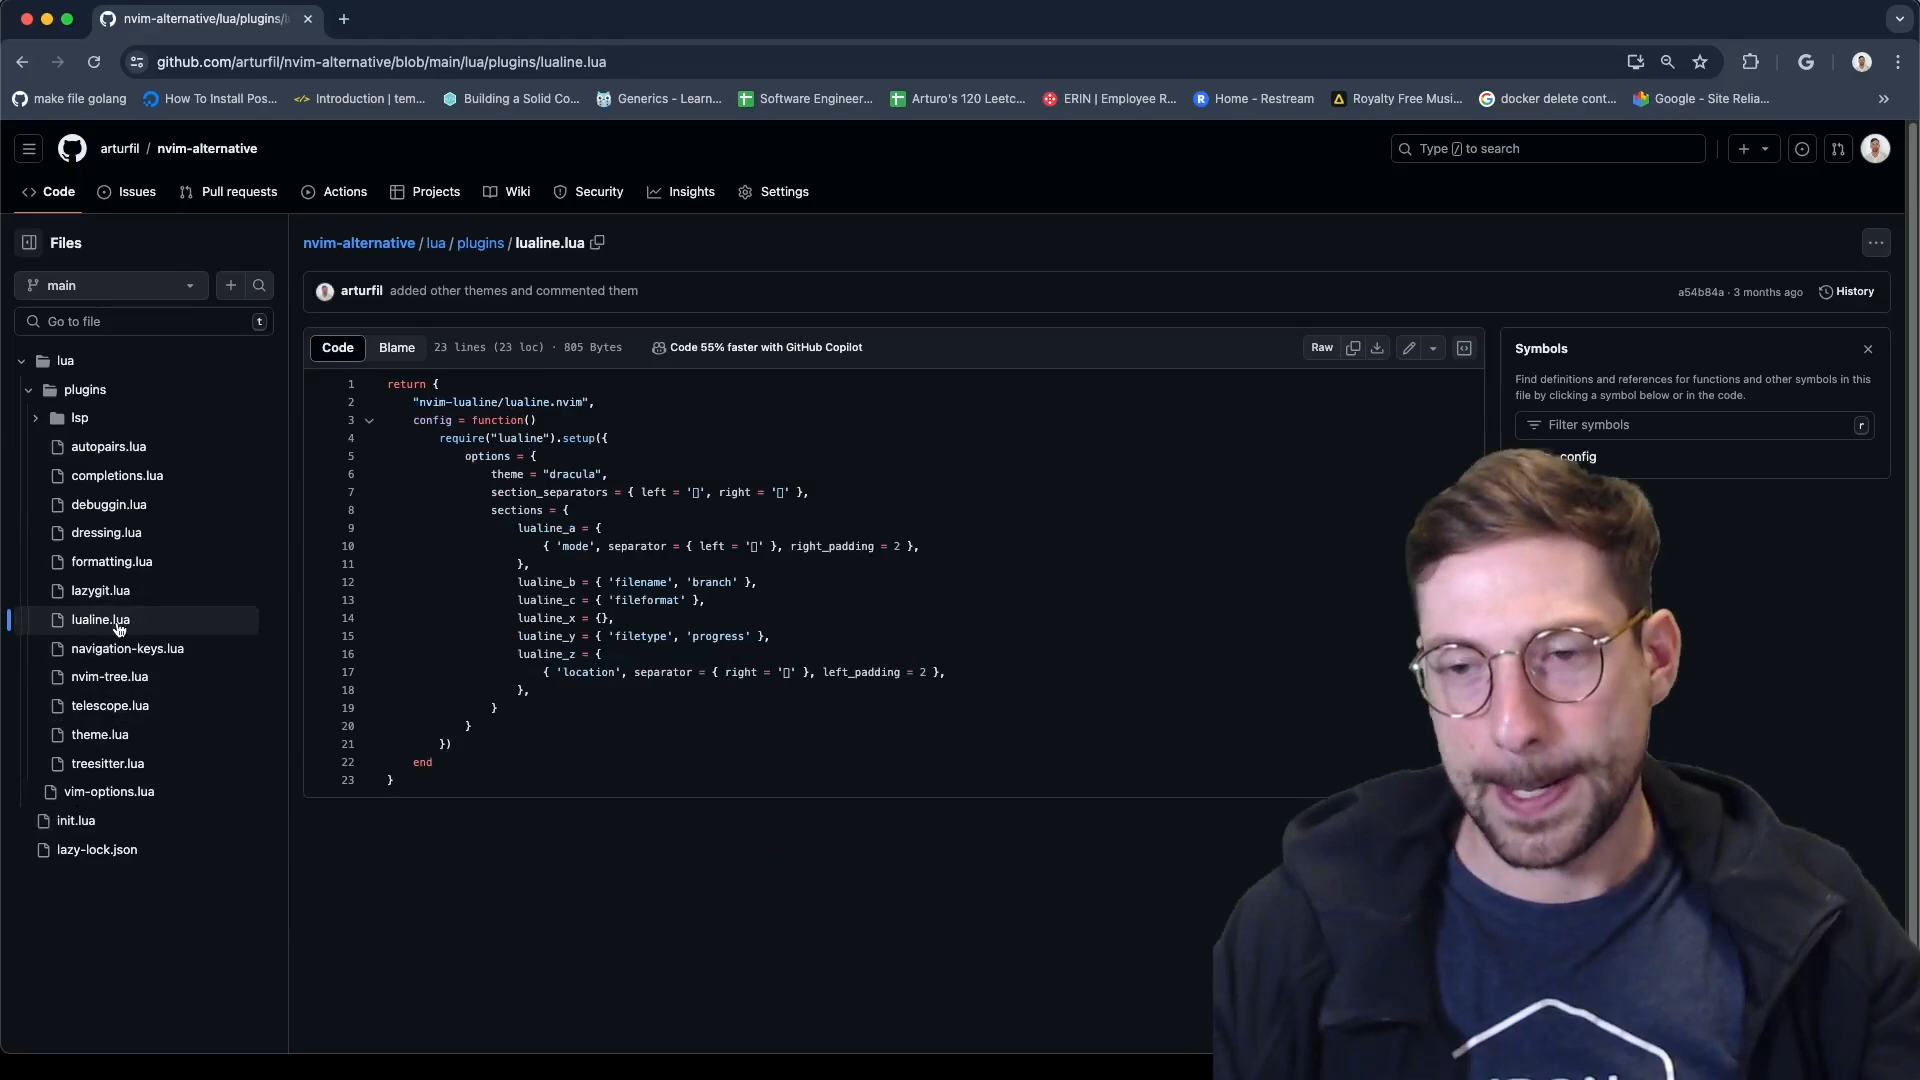 nvim-alternative/lua/plugins/l
github.com/arturfil/nvim-alternative/blob/main/lua/plugins/lualine.lua
make file golang
How To Install Pos...
Introduction | tem...
Building a Solid Co...
Generics - Learn...
Software Engineer...
Arturo's 120 Leetc...
ERIN | Employee R...
Home - Restream
Royalty Free Musi...
docker delete cont...
Google - Site Relia...
arturfil / nvim-alternative
Type / to search
Code
Issues
Pull requests
Actions
Projects
Wiki
Security
Insights
Settings
Files
main
Go to file
t
lua
plugins
lsp
autopairs.lua
completions.lua
debuggin.lua
dressing.lua
formatting.lua
lazygit.lua
lualine.lua
navigation-keys.lua
nvim-tree.lua
telescope.lua
theme.lua
treesitter.lua
vim-options.lua
init.lua
lazy-lock.json
nvim-alternative / lua / plugins / lualine.lua
arturfil added other themes and commented them
a54b84a · 3 months ago
History
Code
Blame
23 lines (23 loc) · 805 Bytes
Code 55% faster with GitHub Copilot
Raw
1 return {
2 "nvim-lualine/lualine.nvim",
3 config = function()
4 require("lualine").setup({
5 options = {
6 theme = "dracula",
7 section_separators = { left = '', right = '' },
8 sections = {
9 lualine_a = {
10 { 'mode', separator = { left = '' }, right_padding = 2 },
11 },
12 lualine_b = { 'filename', 'branch' },
13 lualine_c = { 'fileformat' },
14 lualine_x = {},
15 lualine_y = { 'filetype', 'progress' },
16 lualine_z = {
17 { 'location', separator = { right = '' }, left_padding = 2 },
18 },
19 }
20 }
21 })
22 end
23 }
Symbols
Find definitions and references for functions and other symbols in this
file by clicking a symbol below or in the code.
Filter symbols
r
config